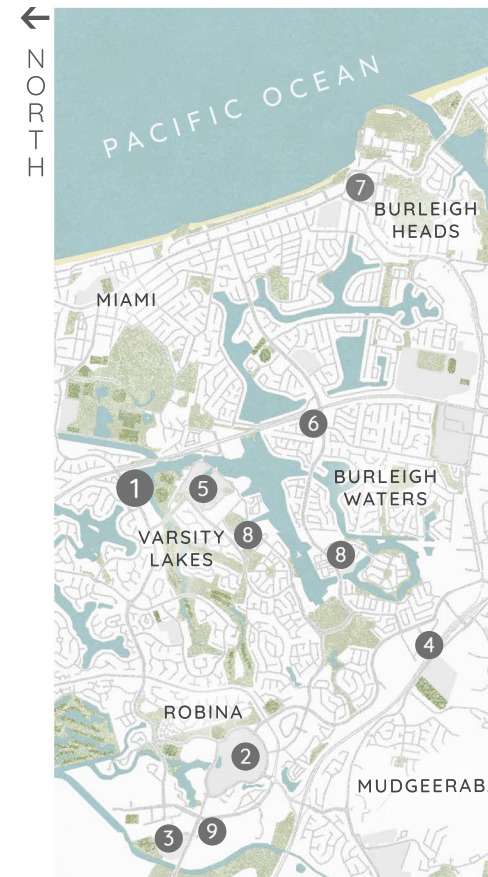 NORTH
PACIFIC OCEAN
7
BURLEIGH
HEADS
MIAMI
6
1
5
BURLEIGH
WATERS
8
VARSITY
LAKES
8
4
ROBINA
2
MUDGEERAB
3
9